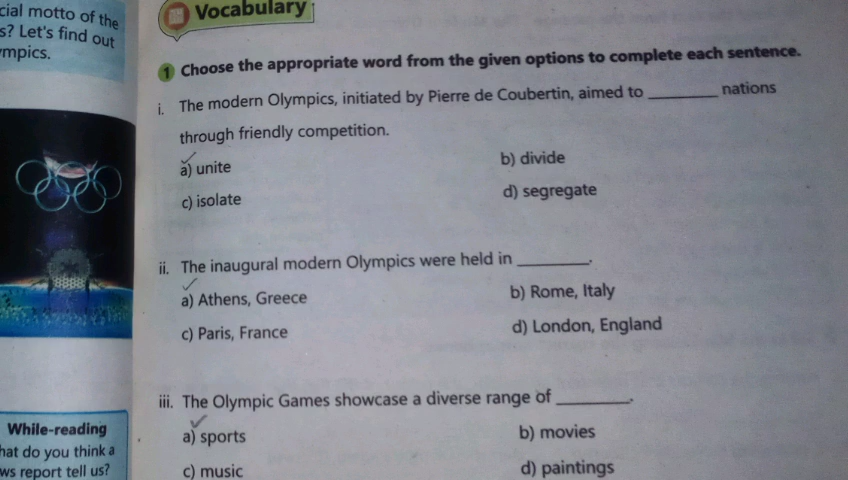 cial motto of the
s? Let's find out
mpics.
Vocabulary
1 Choose the appropriate word from the given options to complete each sentence.
i. The modern Olympics, initiated by Pierre de Coubertin, aimed to ________ nations
through friendly competition.
a) unite
b) divide
c) isolate
d) segregate
ii. The inaugural modern Olympics were held in ________.
a) Athens, Greece
b) Rome, Italy
c) Paris, France
d) London, England
iii. The Olympic Games showcase a diverse range of ________.
a) sports
b) movies
c) music
d) paintings
While-reading
hat do you think a
ws report tell us?